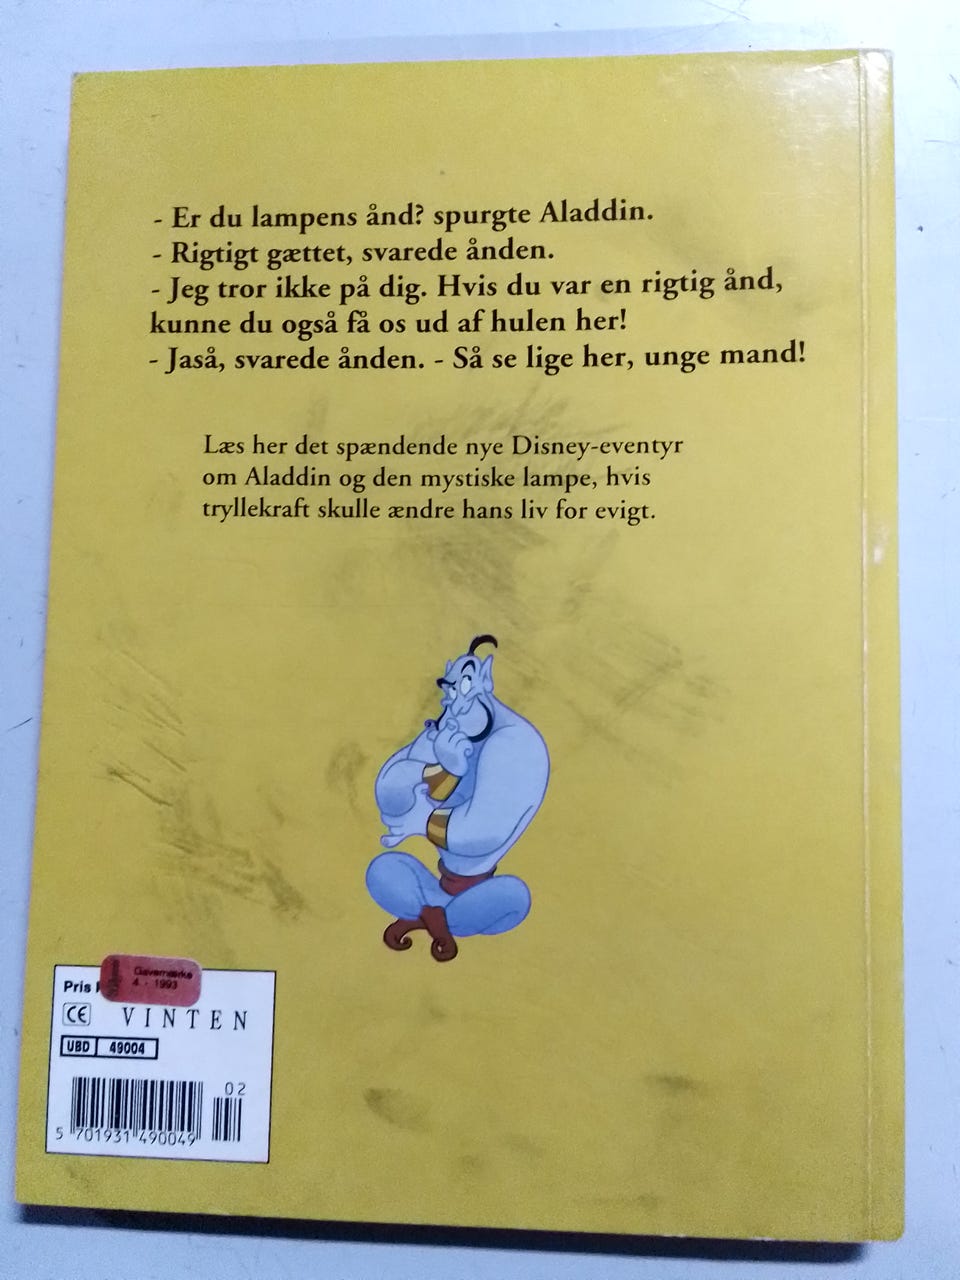 - Er du lampens ånd? spurgte Aladdin.
- Rigtigt gættet, svarede ånden.
- Jeg tror ikke på dig. Hvis du var en rigtig ånd,
kunne du også få os ud af hulen her!
- Jaså, svarede ånden. - Så se lige her, unge mand!
Læs her det spændende nye Disney-eventyr
om Aladdin og den mystiske lampe, hvis
tryllekraft skulle ændre hans liv for evigt.
Gavemærke
4 - 1993
Pris
CE VINTEN
UBD 49004
02
5 701931 490049